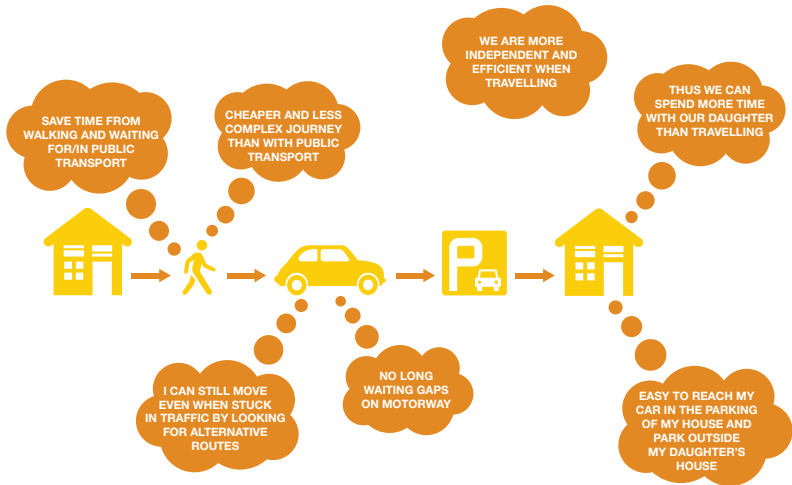 WE ARE MORE
INDEPENDENT AND
EFFICIENT WHEN
TRAVELLING
SAVE TIME FROM
WALKING AND WAITING
FOR/IN PUBLIC
TRANSPORT
CHEAPER AND LESS
COMPLEX JOURNEY
THAN WITH PUBLIC
TRANSPORT
THUS WE CAN
SPEND MORE TIME
WITH OUR DAUGHTER
THAN TRAVELLING
P
I CAN STILL MOVE
EVEN WHEN STUCK
IN TRAFFIC BY LOOKING
FOR ALTERNATIVE
ROUTES
NO LONG
WAITING GAPS
ON MOTORWAY
EASY TO REACH MY
CAR IN THE PARKING
OF MY HOUSE AND
PARK OUTSIDE
MY DAUGHTER'S
HOUSE